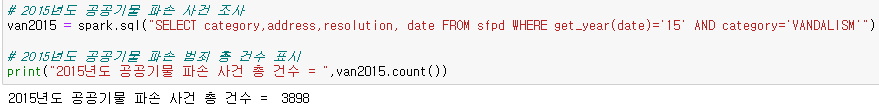 # 2015년도 공공기물 파손 사건 조사
van2015 = spark.sql("SELECT category,address,resolution, date FROM sfpd WHERE get_year(date)='15' AND category='VANDALISM'")
# 2015년도 공공기물 파손 범죄 총 건수 표시
print("2015년도 공공기물 파손 사건 총 건수 = ",van2015.count())
2015년도 공공기물 파손 사건 총 건수 =  3898